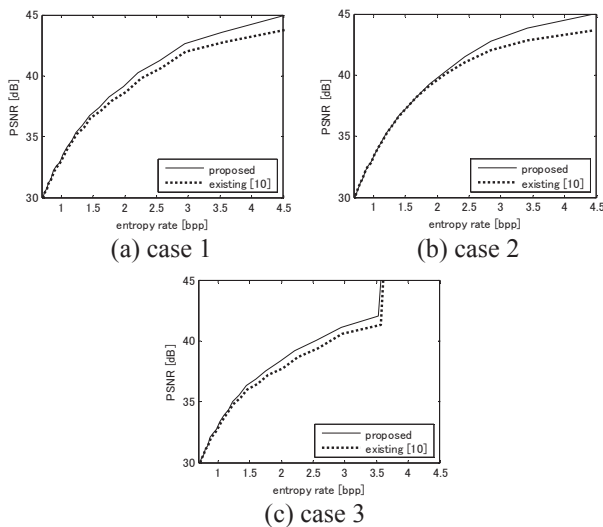 45
40
35
30
PSNR [dB]
proposed
existing [10]
1 1.5 2 2.5 3 3.5 4 4.5
entropy rate [bpp]
(a) case 1
45
40
35
30
PSNR [dB]
proposed
existing [10]
1 1.5 2 2.5 3 3.5 4 4.5
entropy rate [bpp]
(b) case 2
45
40
35
30
PSNR [dB]
proposed
existing [10]
1 1.5 2 2.5 3 3.5 4 4.5
entropy rate [bpp]
(c) case 3